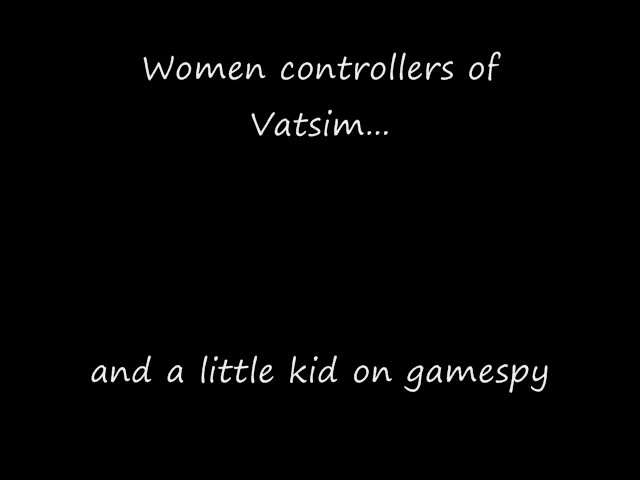 Women controllers of
Vatsim...
and a little kid on gamespy